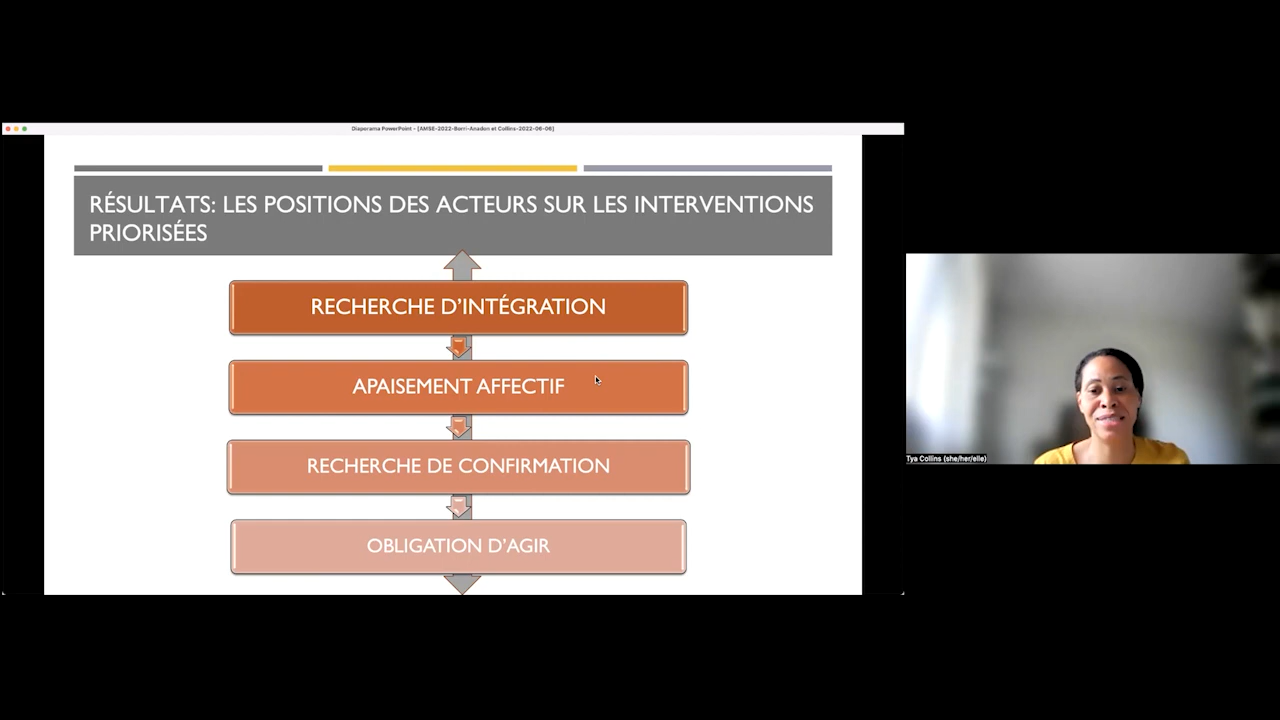 Diaporama PowerPoint - [AMSE-2022-Borri-Anadon et Collins-2022-06-06]
RÉSULTATS: LES POSITIONS DES ACTEURS SUR LES INTERVENTIONS
PRIORISÉES
RECHERCHE D'INTÉGRATION
APAISEMENT AFFECTIF
RECHERCHE DE CONFIRMATION
OBLIGATION D'AGIR
Tya Collins (she/her/elle)